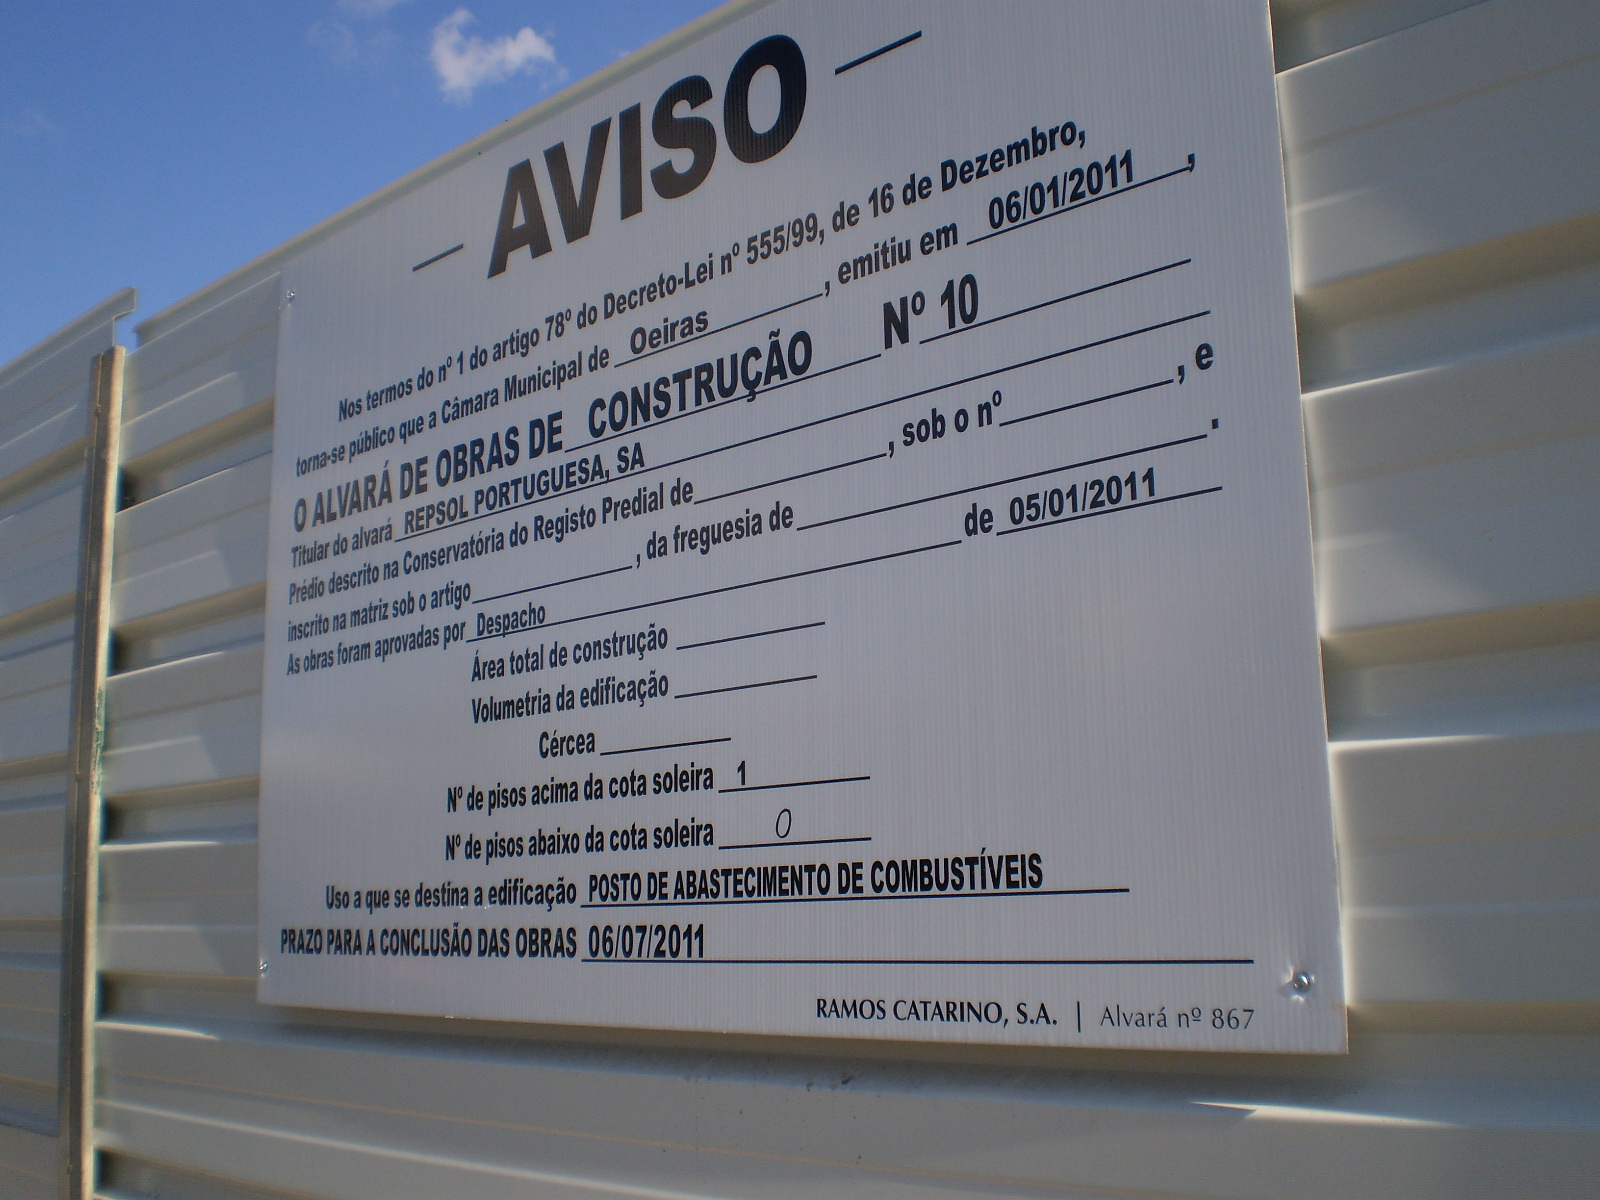 AVISO
Nos termos do nº 1 do artigo 78º do Decreto-Lei nº 555/99, de 16 de Dezembro,
torna-se público que a Câmara Municipal de Oeiras, emitiu em 06/01/2011,
O ALVARÁ DE OBRAS DE CONSTRUÇÃO Nº 10
Titular do alvará REPSOL PORTUGUESA, SA
Prédio descrito na Conservatória do Registo Predial de , sob o nº , e
inscrito na matriz sob o artigo , da freguesia de .
As obras foram aprovadas por Despacho de 05/01/2011
Área total de construção
Volumetria da edificação
Cércea
Nº de pisos acima da cota soleira 1
Nº de pisos abaixo da cota soleira 0
Uso a que se destina a edificação POSTO DE ABASTECIMENTO DE COMBUSTÍVEIS
PRAZO PARA A CONCLUSÃO DAS OBRAS 06/07/2011
RAMOS CATARINO, S.A. | Alvará nº 867